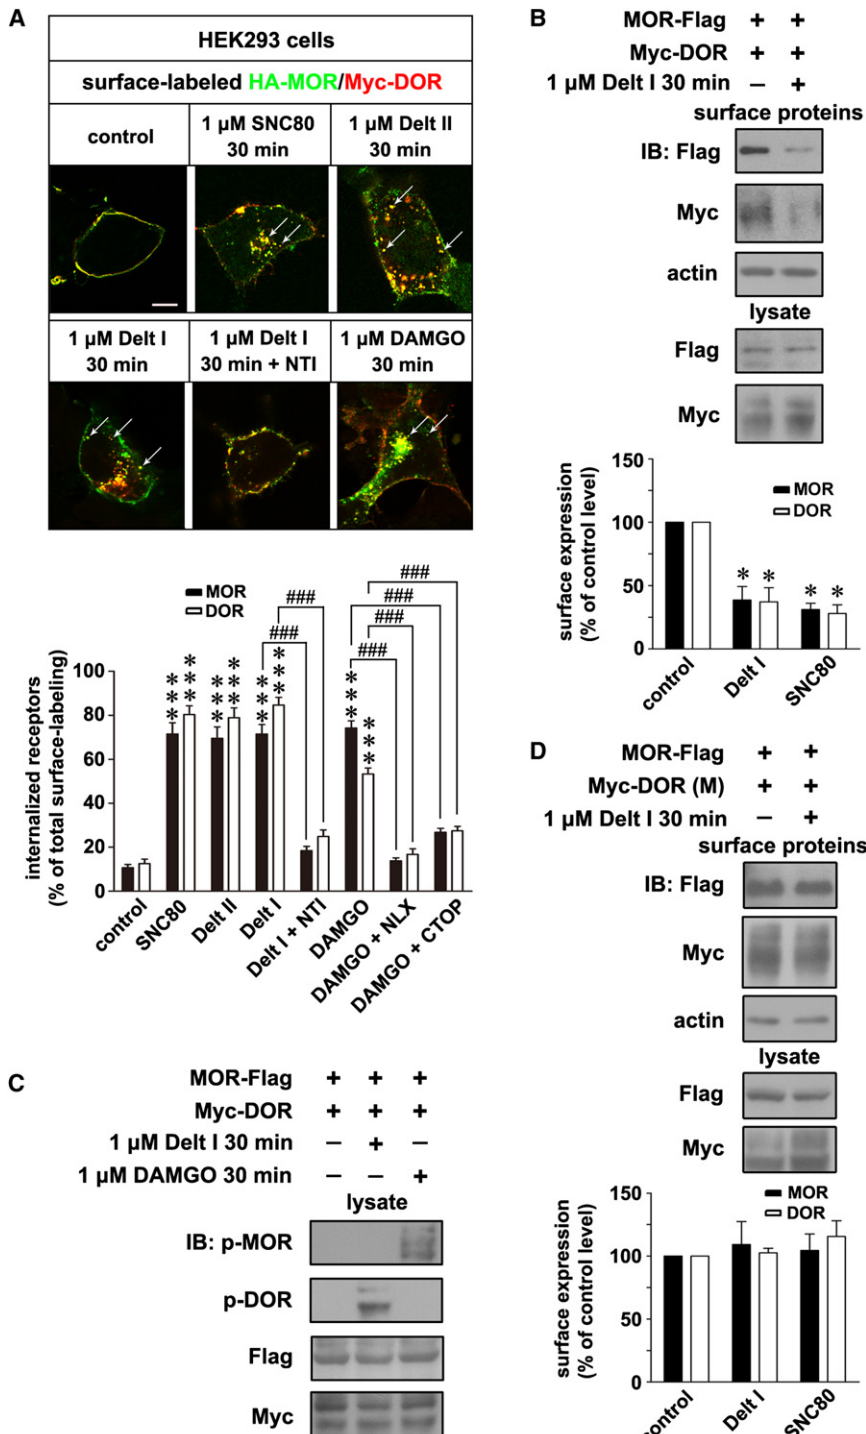 A
HEK293 cells
surface-labeled HA-MOR/Myc-DOR
control
1 µM SNC80
30 min
1 µM Delt II
30 min
1 µM Delt I
30 min
1 µM Delt I
30 min + NTI
1 µM DAMGO
30 min
internalized receptors
(% of total surface-labeling)
MOR
DOR
100
80
60
40
20
0
***
***
***
***
***
***
***
***
###
###
###
###
###
###
control
SNC80
Delt II
Delt I
Delt I + NTI
DAMGO
DAMGO + NLX
DAMGO + CTOP
B
MOR-Flag + +
Myc-DOR + +
1 µM Delt I 30 min − +
surface proteins
IB: Flag
Myc
actin
lysate
Flag
Myc
surface expression
(% of control level)
150
100
50
0
MOR
DOR
* * * *
control
Delt I
SNC80
C
MOR-Flag + + +
Myc-DOR + + +
1 µM Delt I 30 min − + −
1 µM DAMGO 30 min − − +
lysate
IB: p-MOR
p-DOR
Flag
Myc
D
MOR-Flag + +
Myc-DOR (M) + +
1 µM Delt I 30 min − +
surface proteins
IB: Flag
Myc
actin
lysate
Flag
Myc
surface expression
(% of control level)
150
100
50
0
MOR
DOR
control
Delt I
SNC80